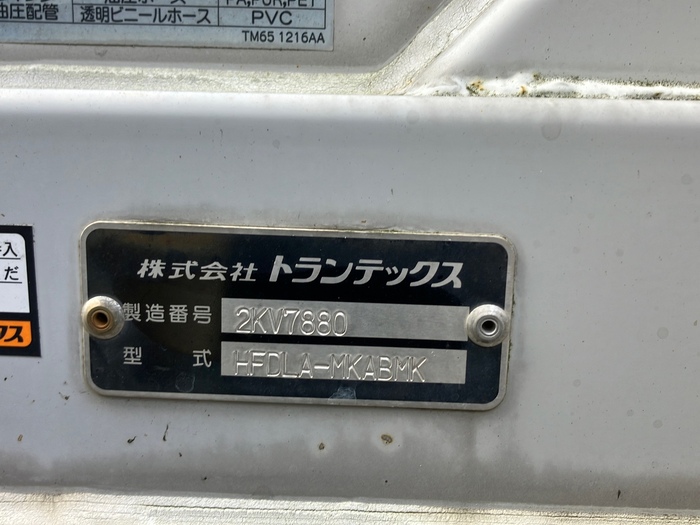 油圧配管 透明ビニールホース PVC
TM65 1216AA
株式会社 トランテックス
製造番号 2KV7880
型 式 HFDLA-MKABMK